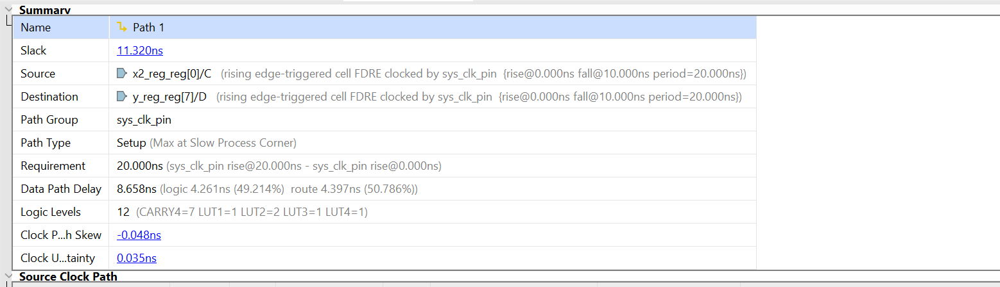 Summary
Name Path 1
Slack 11.320ns
Source x2_reg_reg[0]/C (rising edge-triggered cell FDRE clocked by sys_clk_pin {rise@0.000ns fall@10.000ns period=20.000ns})
Destination y_reg_reg[7]/D (rising edge-triggered cell FDRE clocked by sys_clk_pin {rise@0.000ns fall@10.000ns period=20.000ns})
Path Group sys_clk_pin
Path Type Setup (Max at Slow Process Corner)
Requirement 20.000ns (sys_clk_pin rise@20.000ns - sys_clk_pin rise@0.000ns)
Data Path Delay 8.658ns (logic 4.261ns (49.214%) route 4.397ns (50.786%))
Logic Levels 12 (CARRY4=7 LUT1=1 LUT2=2 LUT3=1 LUT4=1)
Clock P...h Skew -0.048ns
Clock U...tainty 0.035ns
Source Clock Path